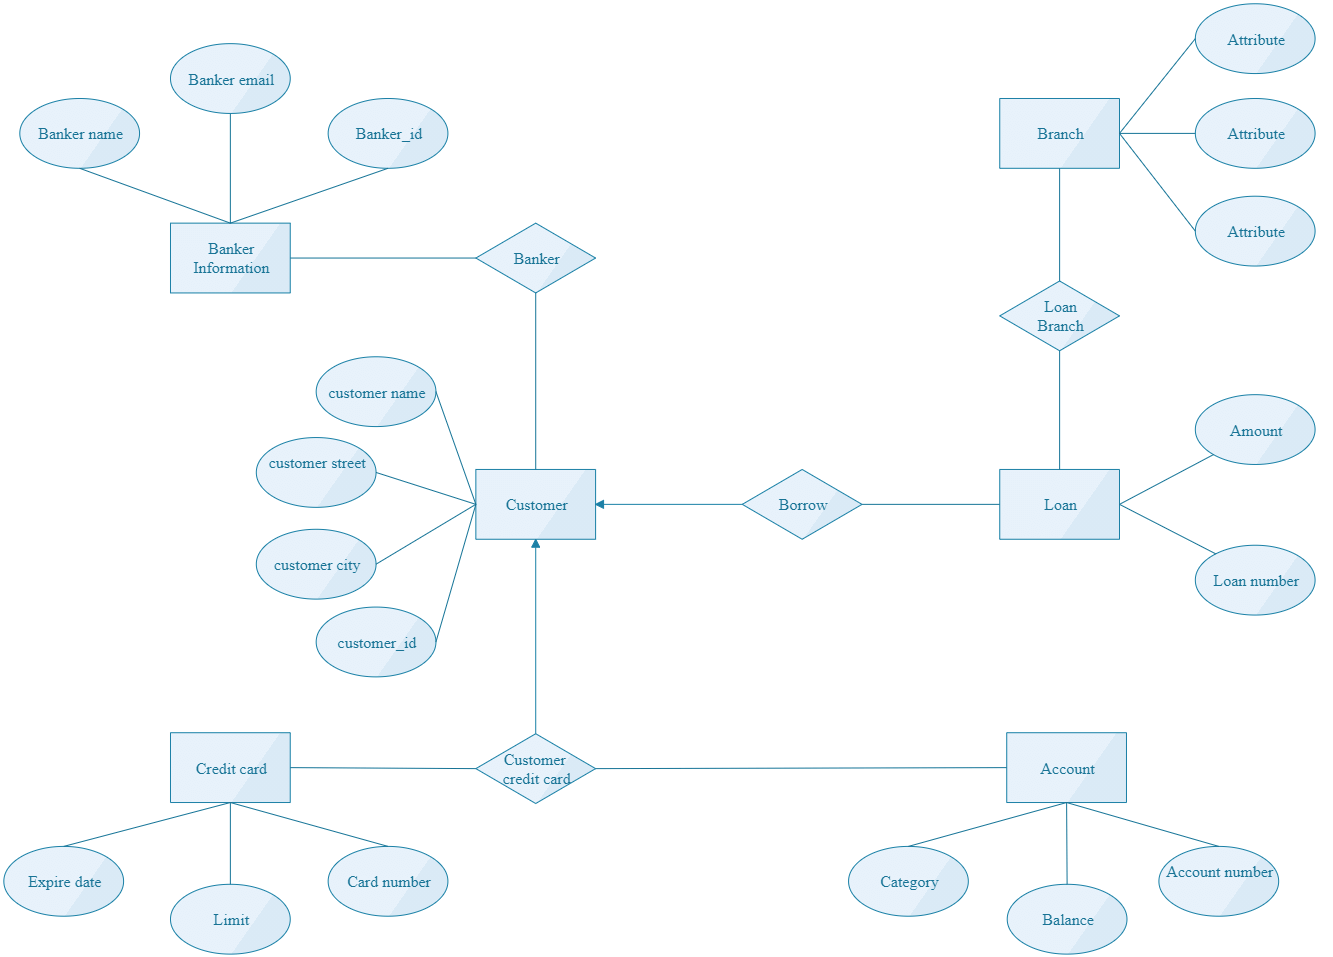 Attribute
Banker email
Banker name
Banker_id
Branch
Attribute
Attribute
Banker
Information
Banker
Loan
Branch
customer name
Amount
customer street
Customer
Borrow
Loan
customer city
Loan number
customer_id
Credit card
Customer
credit card
Account
Expire date
Limit
Card number
Category
Balance
Account number